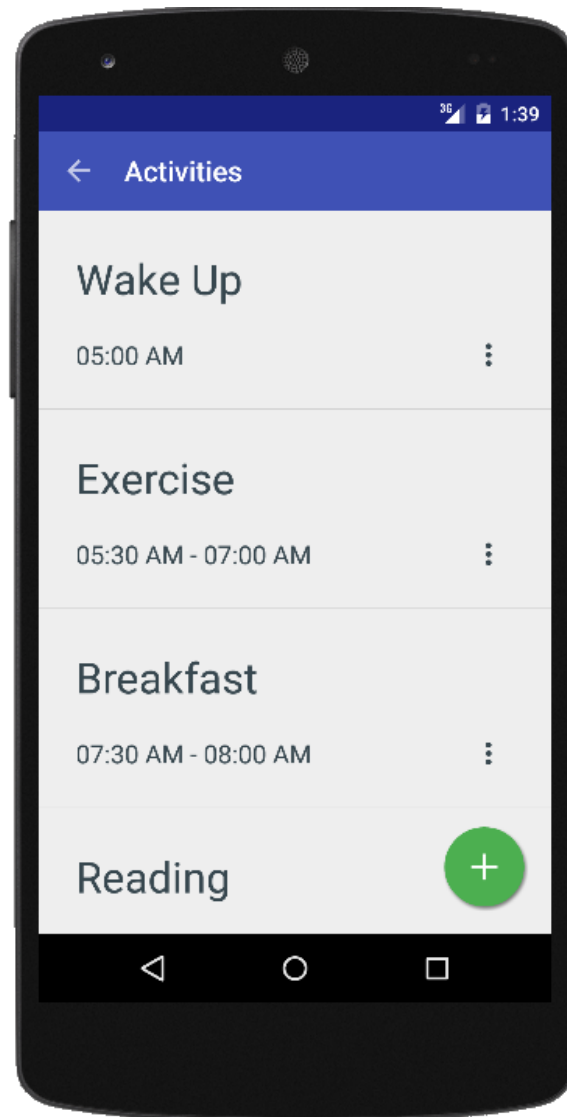 3G 1:39
Activities
Wake Up
05:00 AM
Exercise
05:30 AM - 07:00 AM
Breakfast
07:30 AM - 08:00 AM
Reading